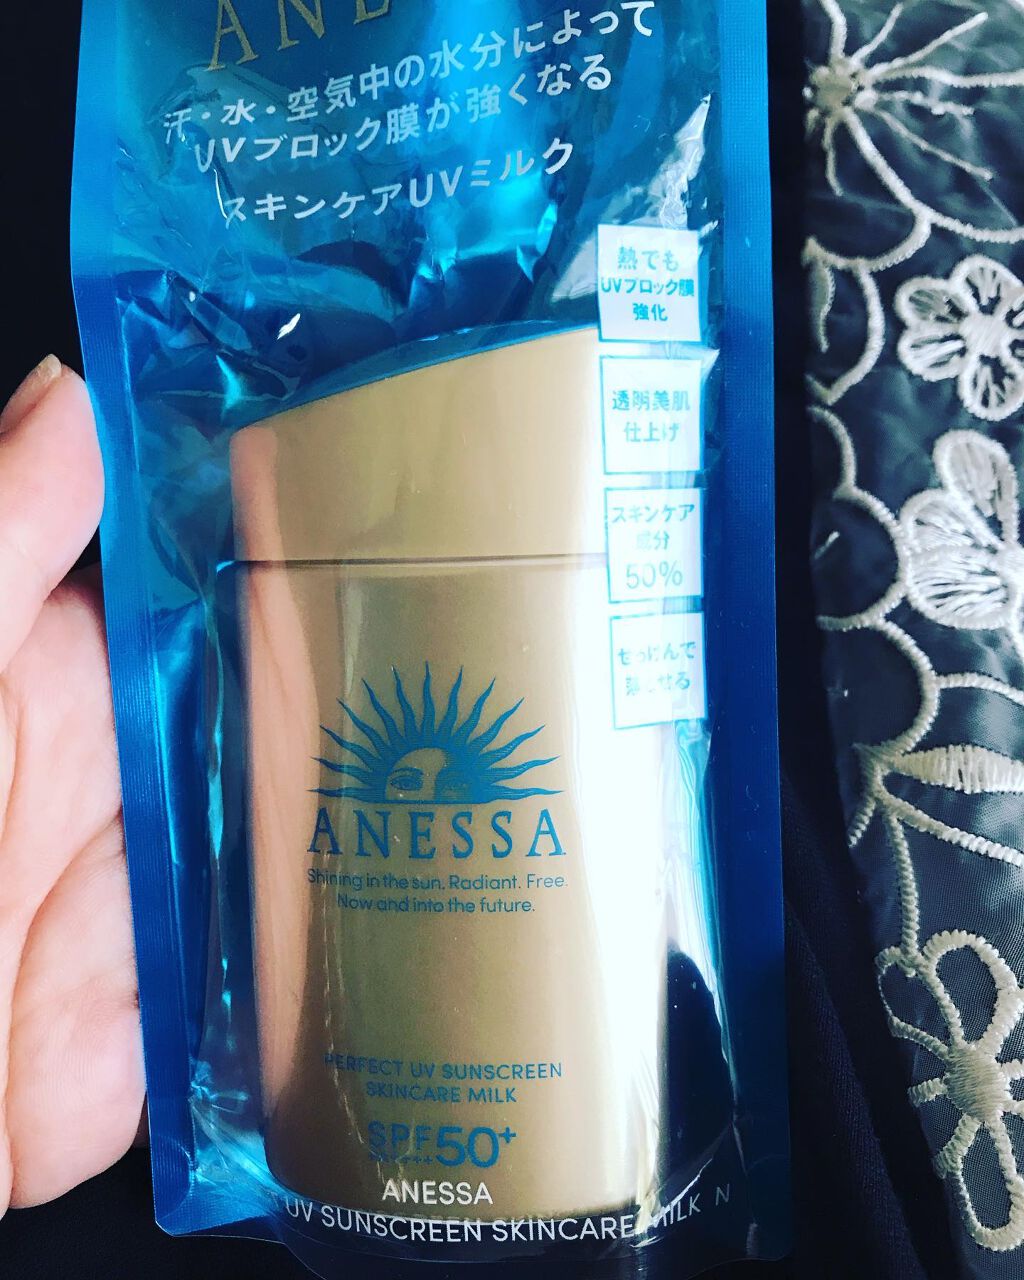 ANE
汗・水・空気中の水分によって
UVブロック膜が強くなる
スキンケアUVミルク
熱でも
UVブロック膜
強化
透明美肌
仕上げ
スキンケア
成分
50%
せっけんで
落とせる
ANESSA
Shining in the sun. Radiant. Free.
Now and into the future.
PERFECT UV SUNSCREEN
SKINCARE MILK
SPF50+
ANESSA
UV SUNSCREEN SKINCARE MILK N